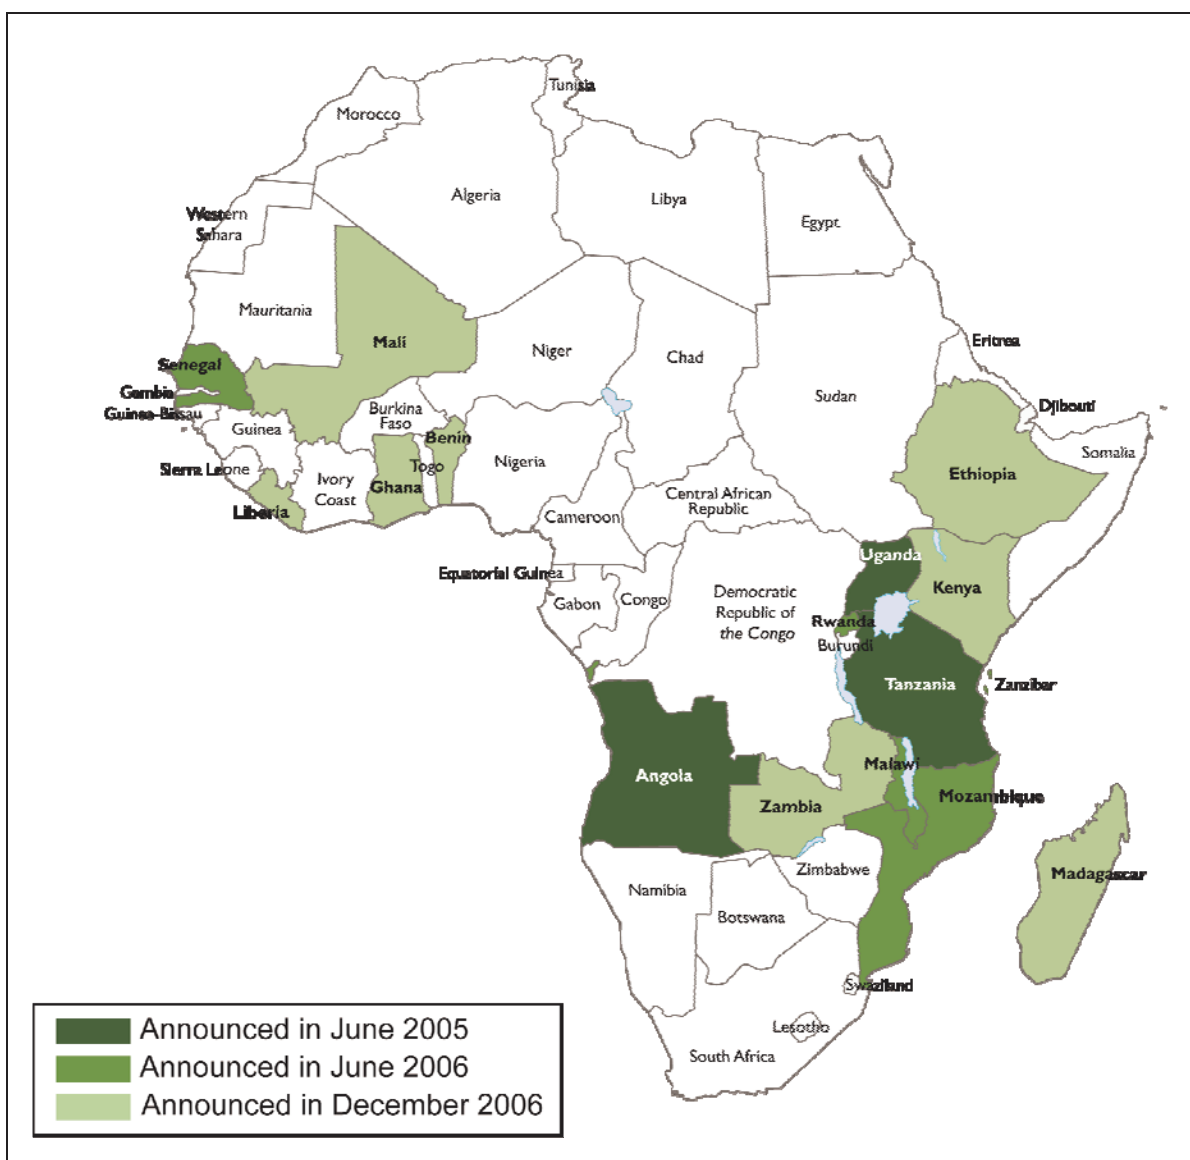 Tunisia
Morocco
Algeria
Libya
Egypt
Western
Sahara
Mauritania
Mali
Niger
Chad
Sudan
Eritrea
Senegal
Gambia
Guinea-Bissau
Guinea
Burkina
Faso
Benin
Djibouti
Somalia
Sierra Leone
Ivory
Coast
Ghana
Togo
Nigeria
Ethiopia
Liberia
Cameroon
Central African
Republic
Equatorial Guinea
Gabon
Congo
Democratic
Republic of
the Congo
Uganda
Kenya
Rwanda
Burundi
Tanzania
Zanzibar
Angola
Zambia
Malawi
Mozambique
Madagascar
Zimbabwe
Namibia
Botswana
Swaziland
Lesotho
South Africa
Announced in June 2005
Announced in June 2006
Announced in December 2006